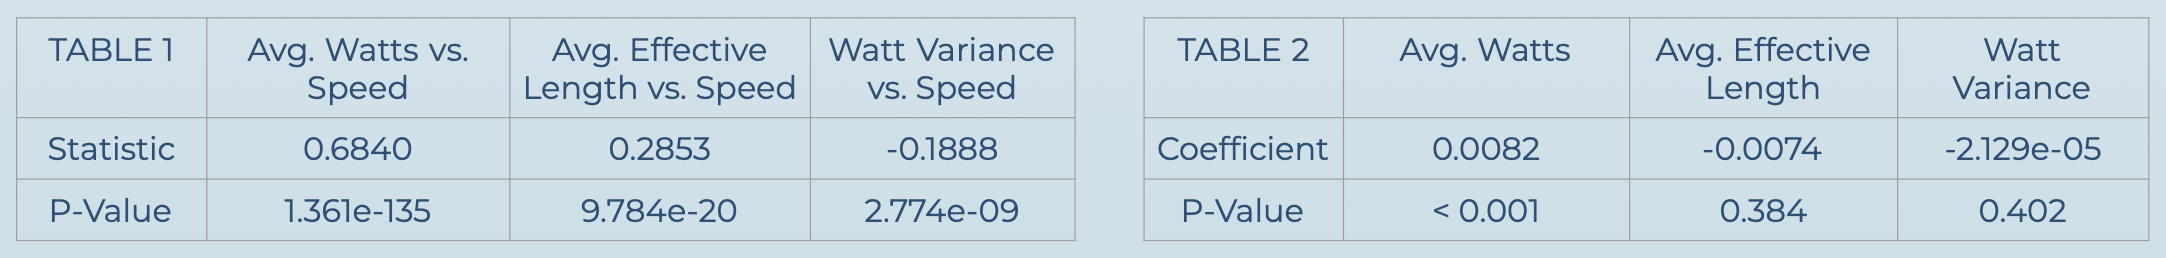 TABLE 1
Avg. Watts vs.
Speed
Avg. Effective
Length vs. Speed
Watt Variance
vs. Speed
Statistic
0.6840
0.2853
-0.1888
P-Value
1.361e-135
9.784e-20
2.774e-09
TABLE 2
Avg. Watts
Avg. Effective
Length
Watt
Variance
Coefficient
0.0082
-0.0074
-2.129e-05
P-Value
< 0.001
0.384
0.402